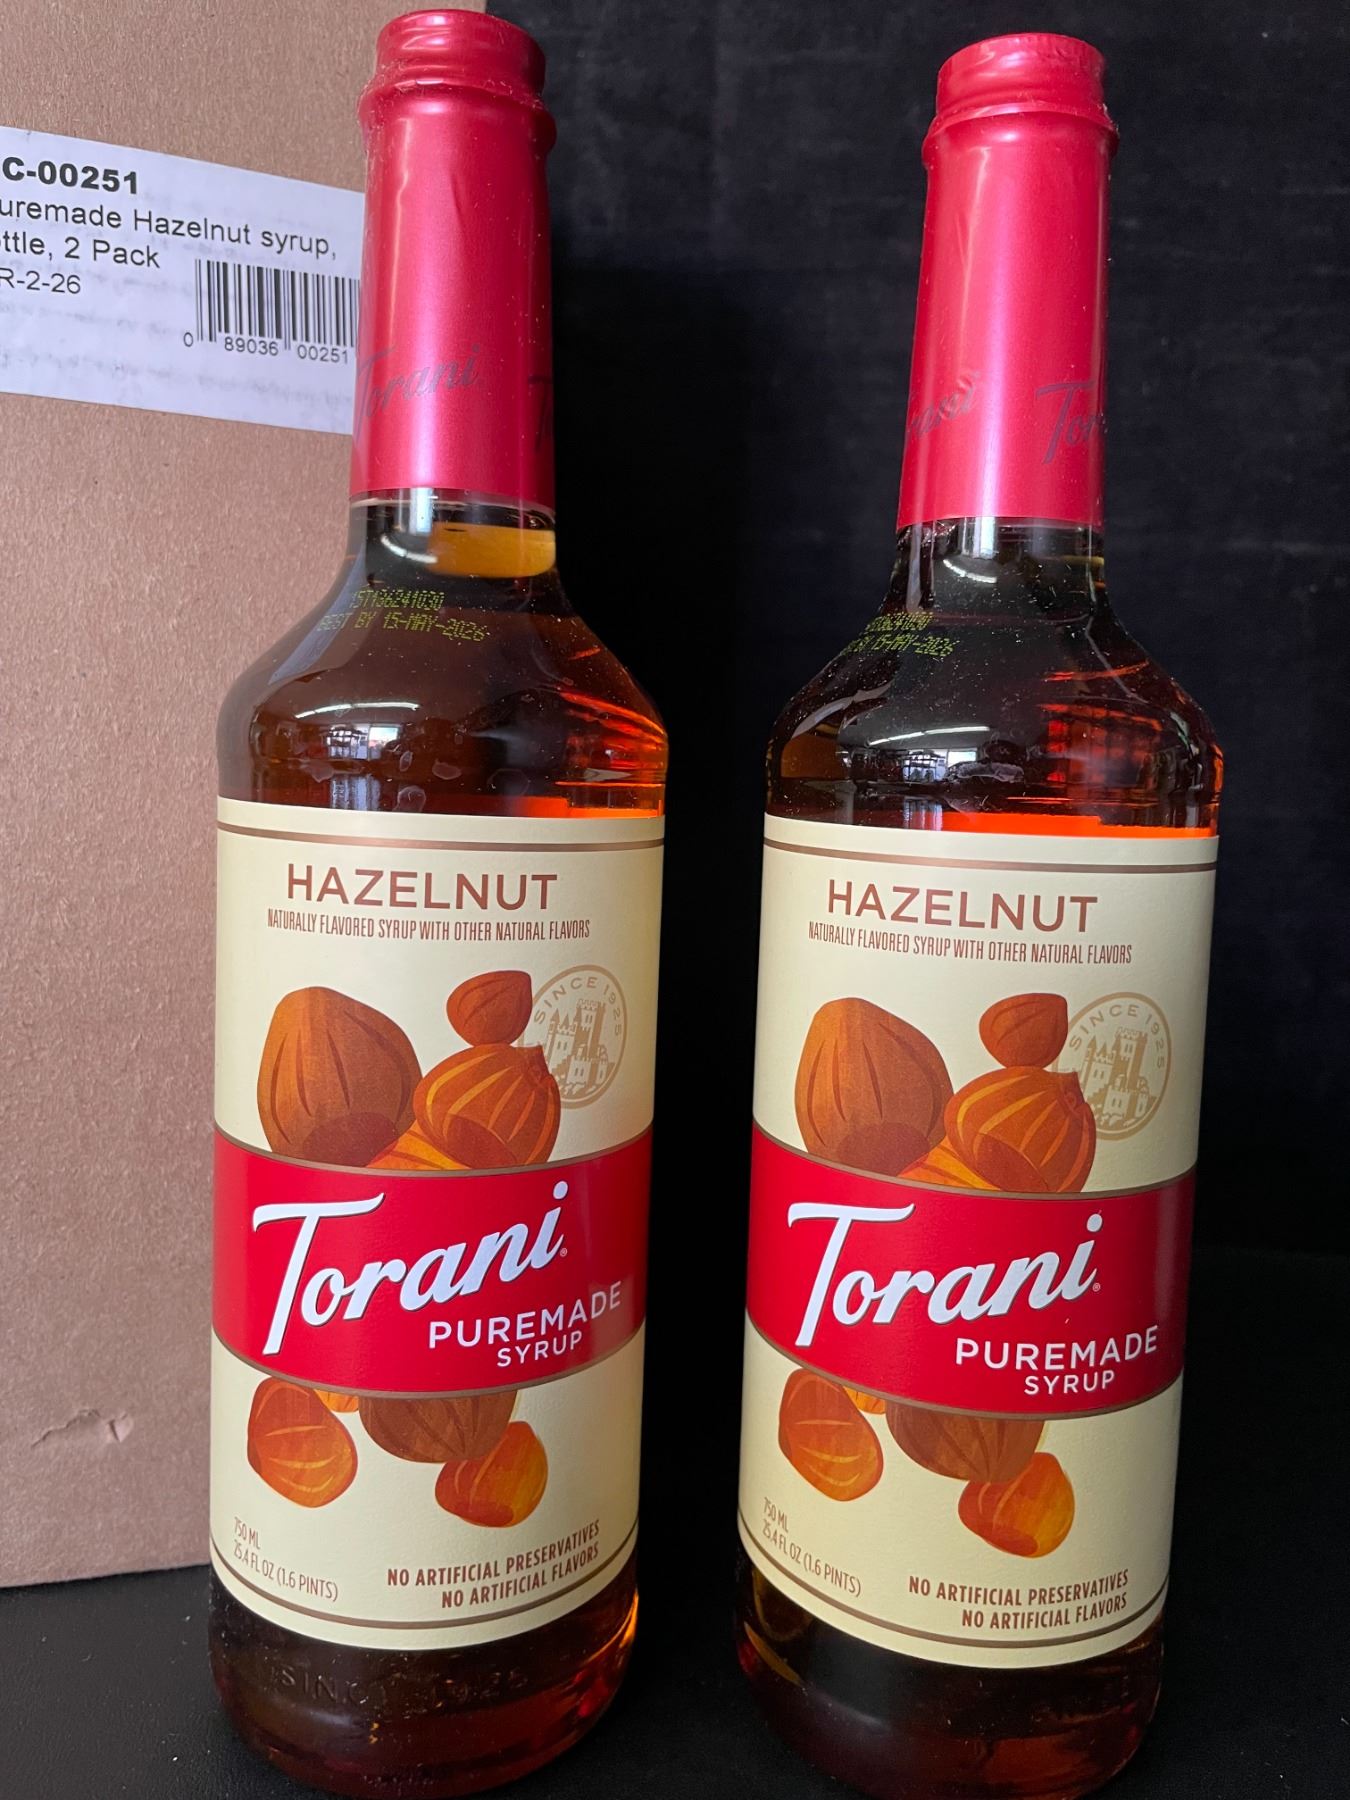 C-00251
uremade Hazelnut syrup,
ttle, 2 Pack
R-2-26
0 89036 00251
Torani
BEST BY 15-MAY-2026
HAZELNUT
NATURALLY FLAVORED SYRUP WITH OTHER NATURAL FLAVORS
SINCE 1925
Torani®
PUREMADE
SYRUP
750 ML
25.4 FL OZ (1.6 PINTS)
NO ARTIFICIAL PRESERVATIVES
NO ARTIFICIAL FLAVORS
SINCE 1925
rani Tor
15-MAY-2026
HAZELNUT
NATURALLY FLAVORED SYRUP WITH OTHER NATURAL FLAVORS
SINCE 1925
Torani®
PUREMADE
SYRUP
750 ML
25.4 FL OZ (1.6 PINTS)
NO ARTIFICIAL PRESERVATIVES
NO ARTIFICIAL FLAVORS